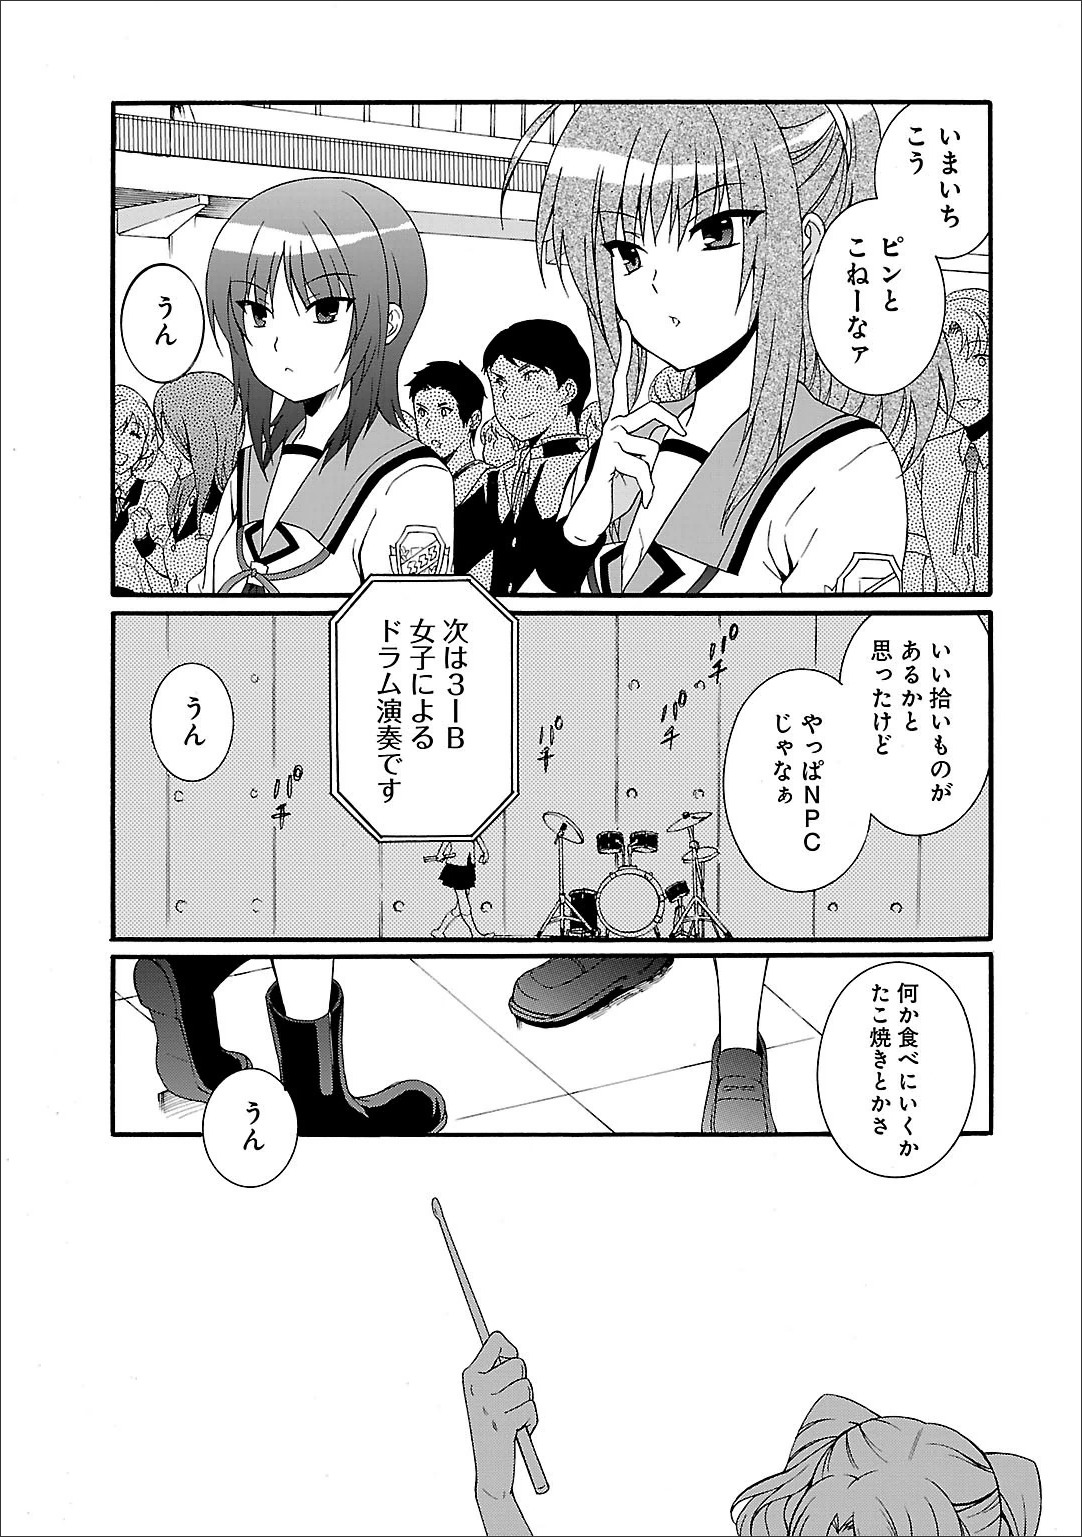 いまいち
こう
ピンと
こねーなァ
うん
いい拾いものが
あるかと
思ったけど
やっぱNPC
じゃなぁ
次は3ーB
女子による
ドラム演奏です
うん
パチ
パチ
パチ
パチ
何か食べにいくか
たこ焼きとかさ
うん